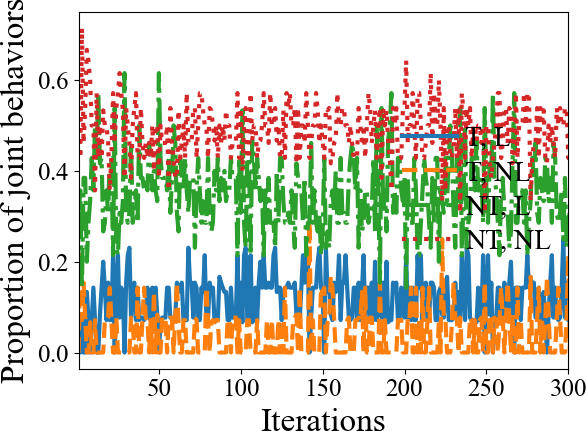 Proportion of joint behaviors
0.6
0.4
0.2
0.0
T, L
T, NL
NT, L
NT, NL
50
100
150
200
250
300
Iterations